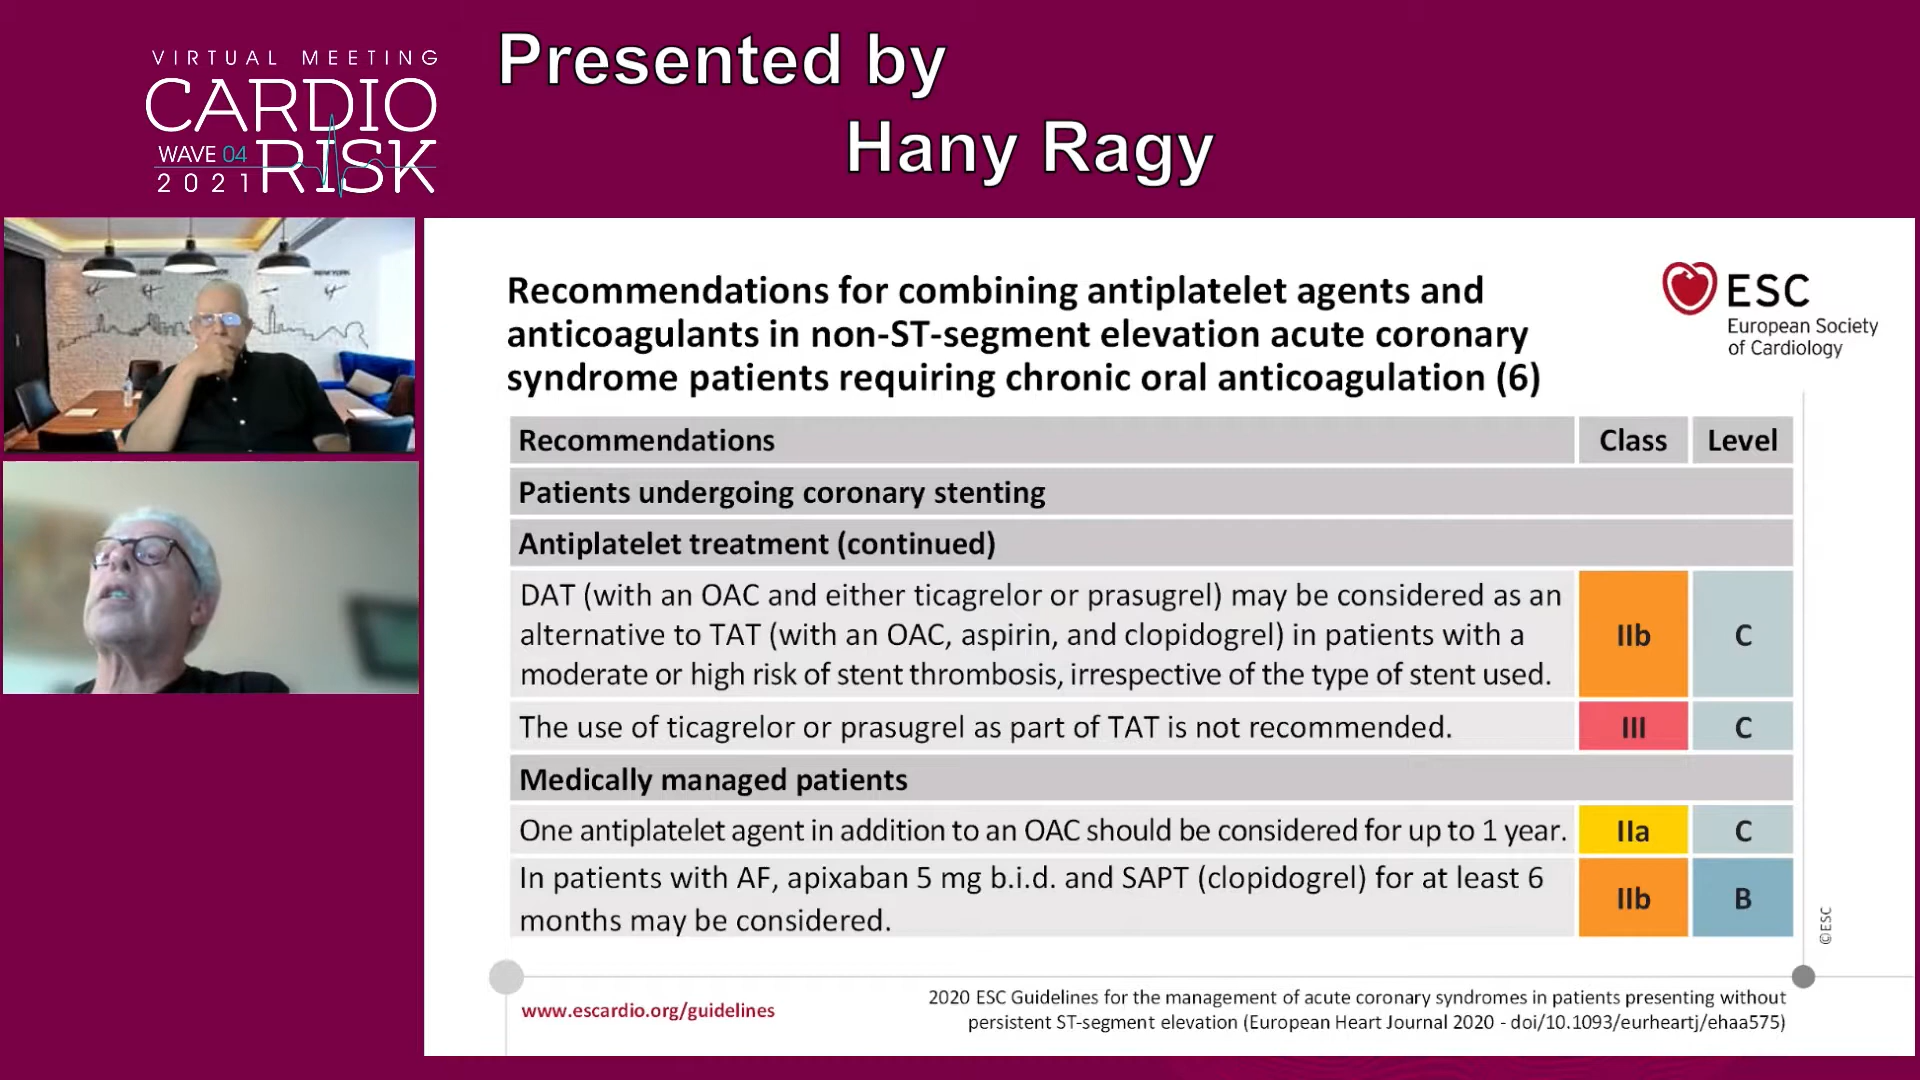 VIRTUAL MEETING
CARDIO
WAVE 04
RISK
2021
Presented by
Hany Ragy
NEW YORK
Recommendations for combining antiplatelet agents and
anticoagulants in non-ST-segment elevation acute coronary
syndrome patients requiring chronic oral anticoagulation (6)
ESC
European Society
of Cardiology
Recommendations Class Level
Patients undergoing coronary stenting
Antiplatelet treatment (continued)
DAT (with an OAC and either ticagrelor or prasugrel) may be considered as an
alternative to TAT (with an OAC, aspirin, and clopidogrel) in patients with a
moderate or high risk of stent thrombosis, irrespective of the type of stent used.
IIb C
The use of ticagrelor or prasugrel as part of TAT is not recommended. III C
Medically managed patients
One antiplatelet agent in addition to an OAC should be considered for up to 1 year. IIa C
In patients with AF, apixaban 5 mg b.i.d. and SAPT (clopidogrel) for at least 6
months may be considered.
IIb B
©ESC
www.escardio.org/guidelines
2020 ESC Guidelines for the management of acute coronary syndromes in patients presenting without
persistent ST-segment elevation (European Heart Journal 2020 - doi/10.1093/eurheartj/ehaa575)